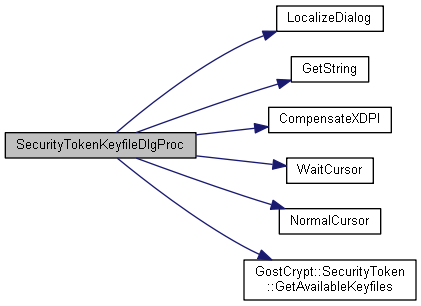 LocalizeDialog
GetString
CompensateXDPI
SecurityTokenKeyfileDlgProc
WaitCursor
NormalCursor
GostCrypt::SecurityToken
::GetAvailableKeyfiles